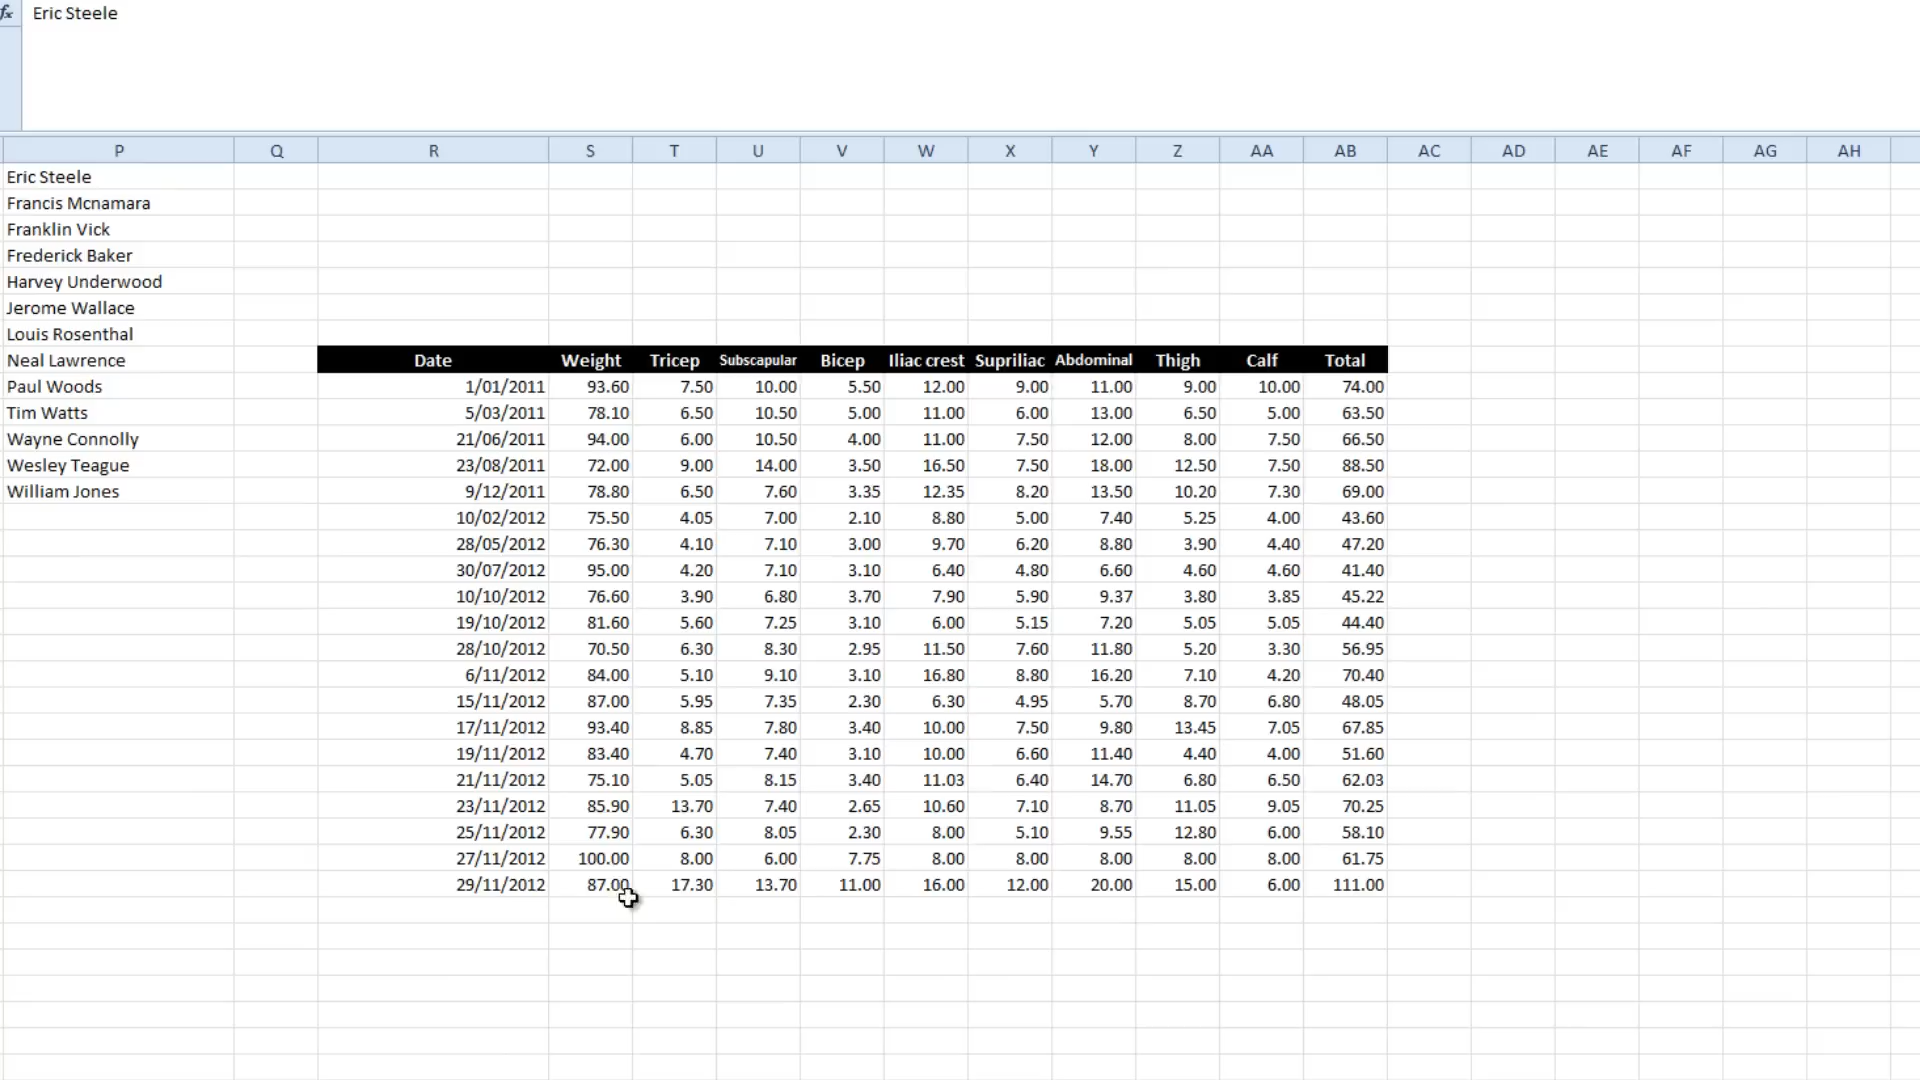 fx Eric Steele
P Q R S T U V W X Y Z AA AB AC AD AE AF AG AH
Eric Steele
Francis Mcnamara
Franklin Vick
Frederick Baker
Harvey Underwood
Jerome Wallace
Louis Rosenthal
Neal Lawrence Date Weight Tricep Subscapular Bicep Iliac crest Supriliac Abdominal Thigh Calf Total
Paul Woods 1/01/2011 93.60 7.50 10.00 5.50 12.00 9.00 11.00 9.00 10.00 74.00
Tim Watts 5/03/2011 78.10 6.50 10.50 5.00 11.00 6.00 13.00 6.50 5.00 63.50
Wayne Connolly 21/06/2011 94.00 6.00 10.50 4.00 11.00 7.50 12.00 8.00 7.50 66.50
Wesley Teague 23/08/2011 72.00 9.00 14.00 3.50 16.50 7.50 18.00 12.50 7.50 88.50
William Jones 9/12/2011 78.80 6.50 7.60 3.35 12.35 8.20 13.50 10.20 7.30 69.00
10/02/2012 75.50 4.05 7.00 2.10 8.80 5.00 7.40 5.25 4.00 43.60
28/05/2012 76.30 4.10 7.10 3.00 9.70 6.20 8.80 3.90 4.40 47.20
30/07/2012 95.00 4.20 7.10 3.10 6.40 4.80 6.60 4.60 4.60 41.40
10/10/2012 76.60 3.90 6.80 3.70 7.90 5.90 9.37 3.80 3.85 45.22
19/10/2012 81.60 5.60 7.25 3.10 6.00 5.15 7.20 5.05 5.05 44.40
28/10/2012 70.50 6.30 8.30 2.95 11.50 7.60 11.80 5.20 3.30 56.95
6/11/2012 84.00 5.10 9.10 3.10 16.80 8.80 16.20 7.10 4.20 70.40
15/11/2012 87.00 5.95 7.35 2.30 6.30 4.95 5.70 8.70 6.80 48.05
17/11/2012 93.40 8.85 7.80 3.40 10.00 7.50 9.80 13.45 7.05 67.85
19/11/2012 83.40 4.70 7.40 3.10 10.00 6.60 11.40 4.40 4.00 51.60
21/11/2012 75.10 5.05 8.15 3.40 11.03 6.40 14.70 6.80 6.50 62.03
23/11/2012 85.90 13.70 7.40 2.65 10.60 7.10 8.70 11.05 9.05 70.25
25/11/2012 77.90 6.30 8.05 2.30 8.00 5.10 9.55 12.80 6.00 58.10
27/11/2012 100.00 8.00 6.00 7.75 8.00 8.00 8.00 8.00 8.00 61.75
29/11/2012 87.00 17.30 13.70 11.00 16.00 12.00 20.00 15.00 6.00 111.00